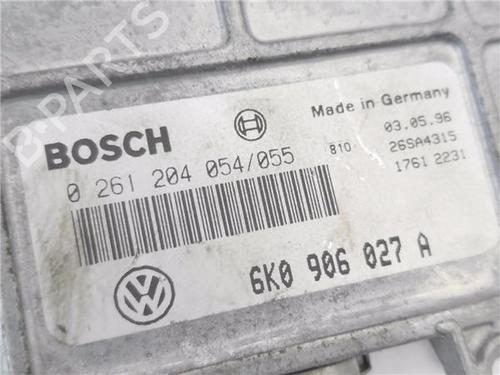 Made in Germany
BOSCH
03.05.96
0 261 204 054/055
810
26SA4315
1761 2231
VW
6K0 906 027 A
B-PARTS